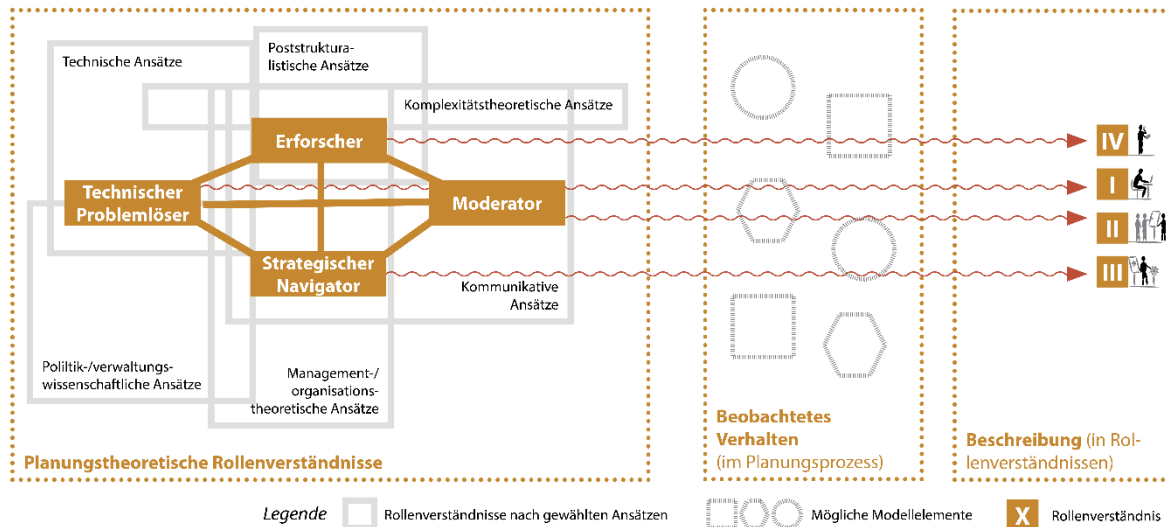 Technische Ansätze
Poststruktura-
listische Ansätze
Komplexitätstheoretische Ansätze
Erforscher
Technischer
Problemlöser
Moderator
Strategischer
Navigator
Kommunikative
Ansätze
Poliltik-/verwaltungs-
wissenschaftliche Ansätze
Management-/
organisations-
theoretische Ansätze
Planungstheoretische Rollenverständnisse
Beobachtetes
Verhalten
(im Planungsprozess)
IV
I
II
III
Beschreibung (in Rol-
lenverständnissen)
Legende
Rollenverständnisse nach gewählten Ansätzen
Mögliche Modellelemente
X
Rollenverständnis